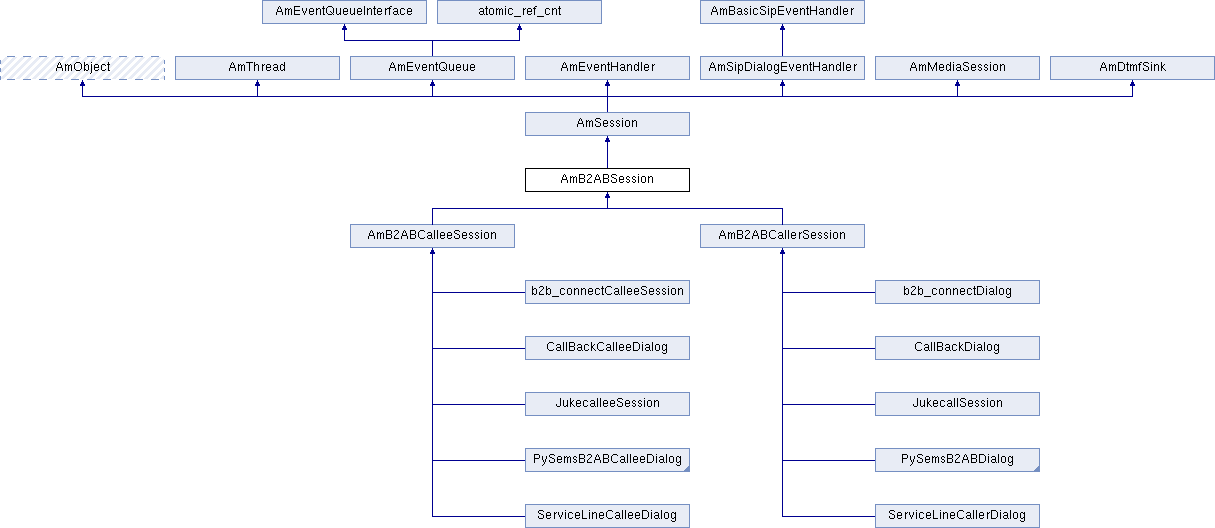 AmEventQueueInterface
atomic_ref_cnt
AmBasicSipEventHandler
AmObject
AmThread
AmEventQueue
AmEventHandler
AmSipDialogEventHandler
AmMediaSession
AmDtmfSink
AmSession
AmB2ABSession
AmB2ABCalleeSession
AmB2ABCallerSession
b2b_connectCalleeSession
b2b_connectDialog
CallBackCalleeDialog
CallBackDialog
JukecalleeSession
JukecallSession
PySemsB2ABCalleeDialog
PySemsB2ABDialog
ServiceLineCalleeDialog
ServiceLineCallerDialog